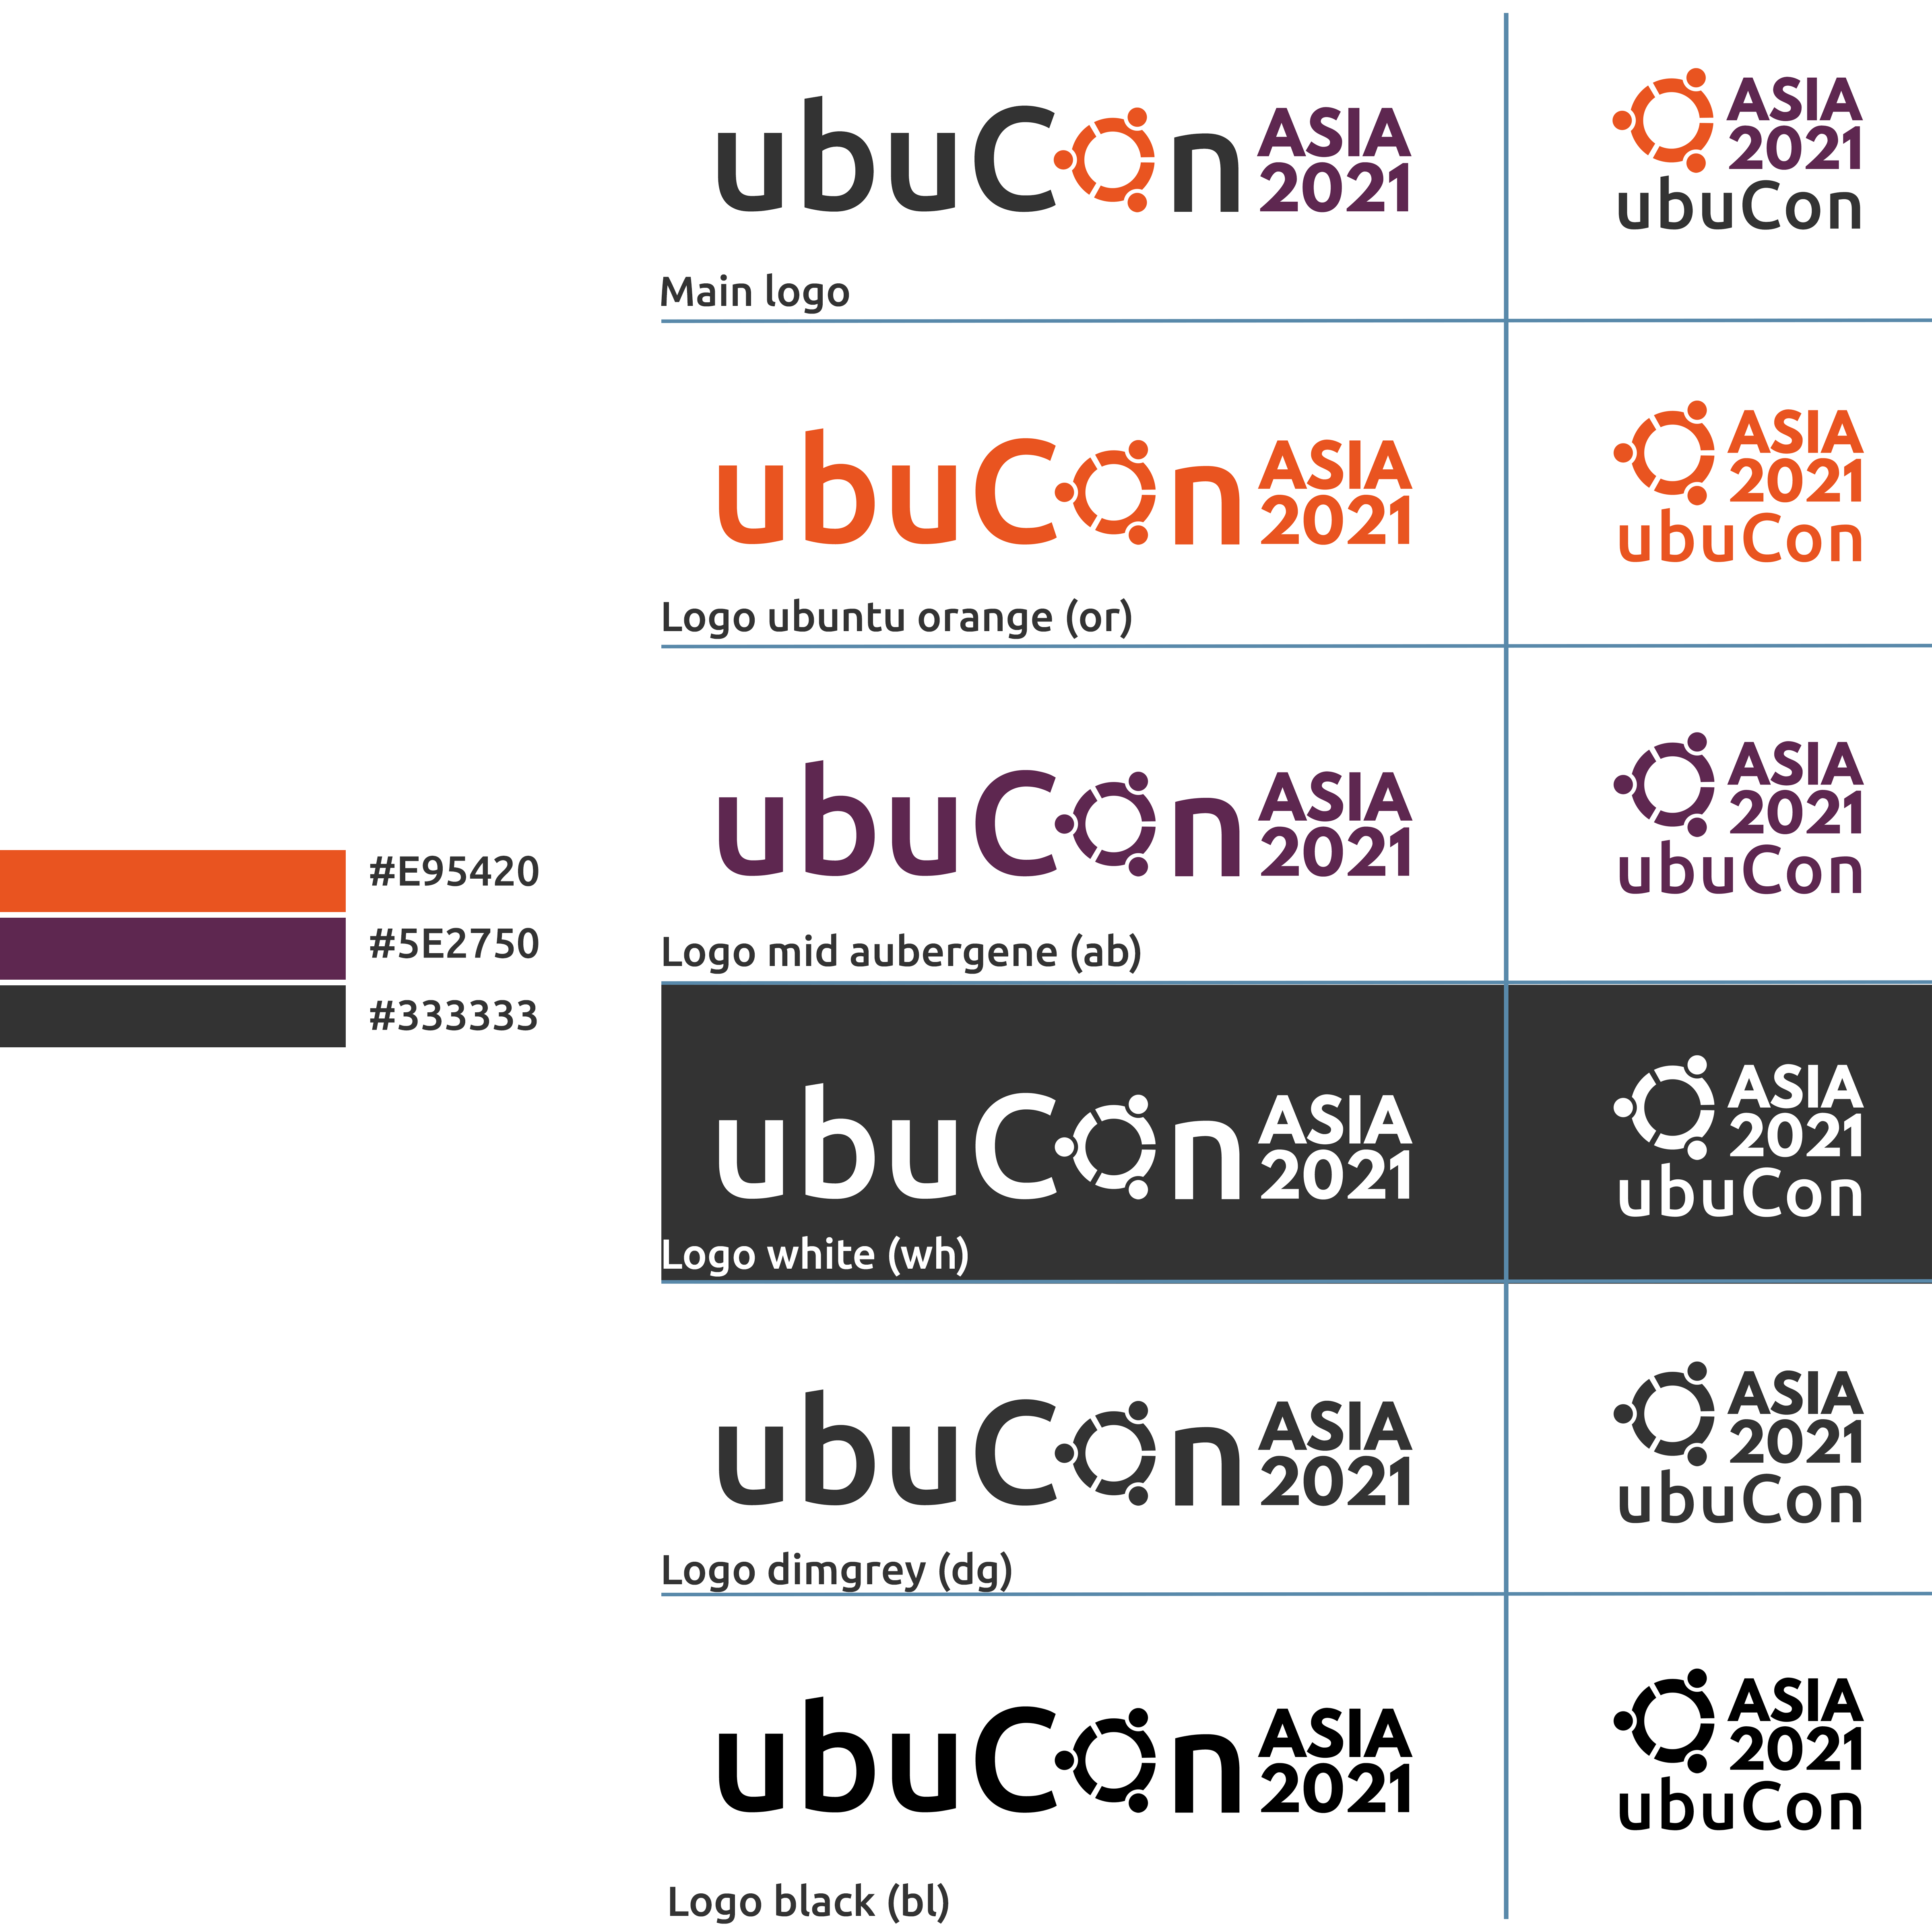 ubuCon ASIA
2021
ASIA
2021
ubuCon
Main logo
ubuCon ASIA
2021
ASIA
2021
ubuCon
Logo ubuntu orange (or)
ubuCon ASIA
2021
ASIA
2021
ubuCon
#E95420
#5E2750
#333333
Logo mid aubergene (ab)
ubuCon ASIA
2021
ASIA
2021
ubuCon
Logo white (wh)
ubuCon ASIA
2021
ASIA
2021
ubuCon
Logo dimgrey (dg)
ubuCon ASIA
2021
ASIA
2021
ubuCon
Logo black (bl)